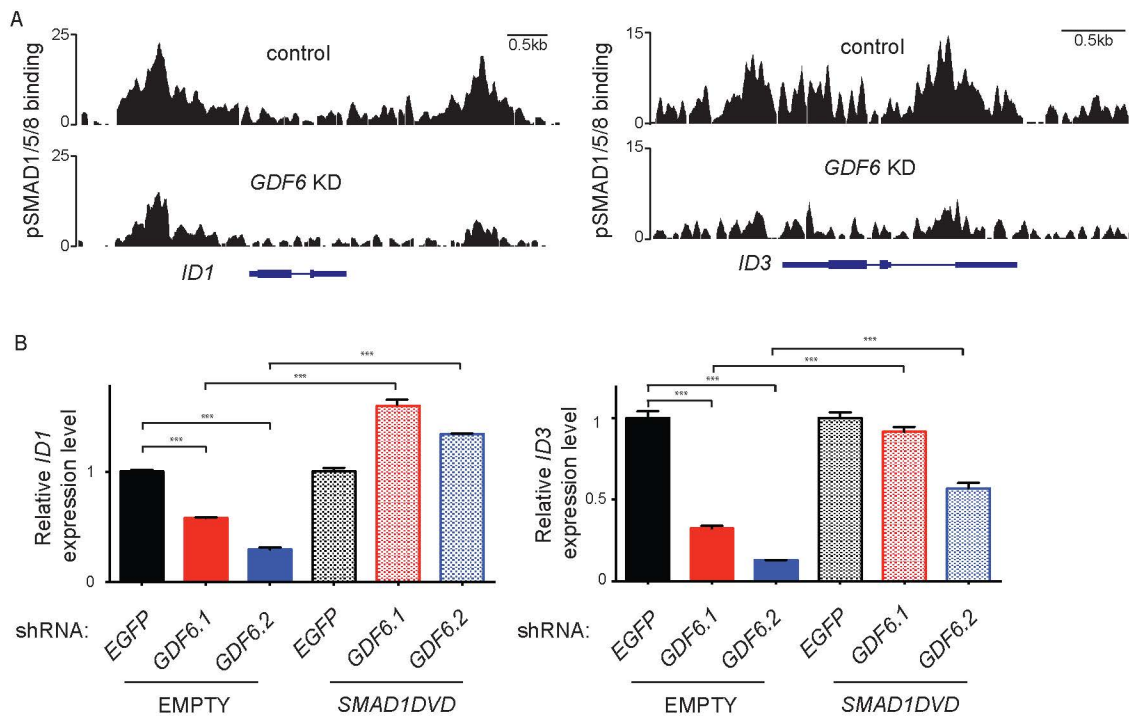 A
pSMAD1/5/8 binding
25
0
control
0.5kb
25
0
GDF6 KD
ID1
pSMAD1/5/8 binding
15
0
control
0.5kb
15
0
GDF6 KD
ID3
B
Relative ID1
expression level
1
0
***
***
***
***
shRNA:
EGFP
GDF6.1
GDF6.2
EGFP
GDF6.1
GDF6.2
EMPTY
SMAD1DVD
Relative ID3
expression level
1
0.5
0
***
***
***
***
shRNA:
EGFP
GDF6.1
GDF6.2
EGFP
GDF6.1
GDF6.2
EMPTY
SMAD1DVD